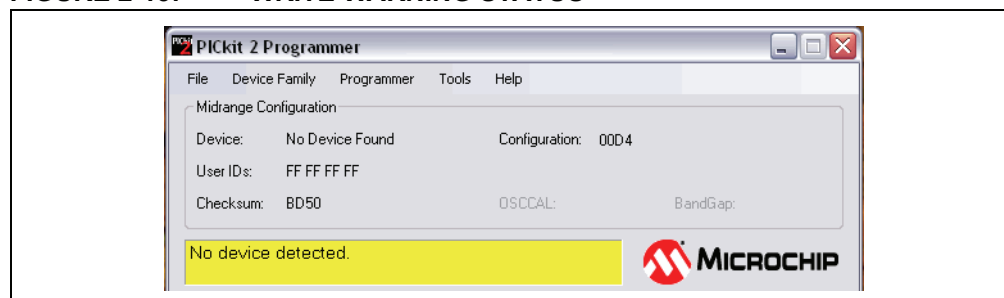 PICkit 2 Programmer
File Device Family Programmer Tools Help
Midrange Configuration
Device: No Device Found Configuration: 00D4
User IDs: FF FF FF FF
Checksum: BD50 OSCCAL: BandGap:
No device detected.
MICROCHIP